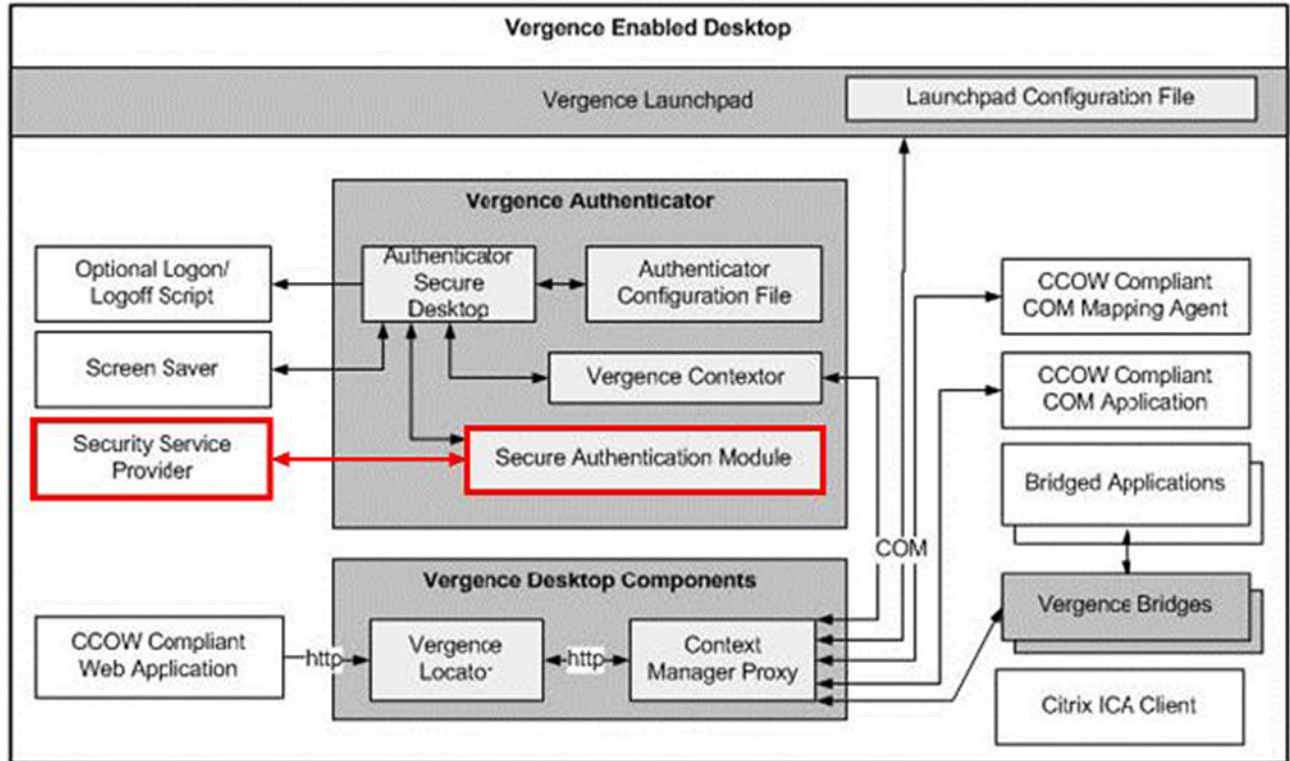 Vergence Enabled Desktop
Vergence Launchpad
Launchpad Configuration File
Vergence Authenticator
Optional Logon/
Logoff Script
Authenticator
Secure
Desktop
Authenticator
Configuration File
CCOW Compliant
COM Mapping Agent
Screen Saver
Vergence Contextor
CCOW Compliant
COM Application
Security Service
Provider
Secure Authentication Module
Bridged Applications
COM
Vergence Desktop Components
Vergence Bridges
CCOW Compliant
Web Application
http
Vergence
Locator
http
Context
Manager Proxy
Citrix ICA Client